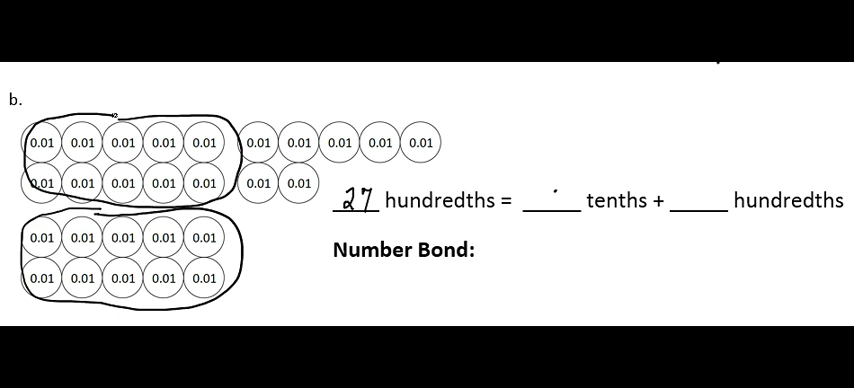 b.
0.01 0.01 0.01 0.01 0.01 0.01 0.01 0.01 0.01 0.01
0.01 0.01 0.01 0.01 0.01 0.01 0.01
27 hundredths = ____ tenths + ____ hundredths
0.01 0.01 0.01 0.01 0.01
Number Bond:
0.01 0.01 0.01 0.01 0.01